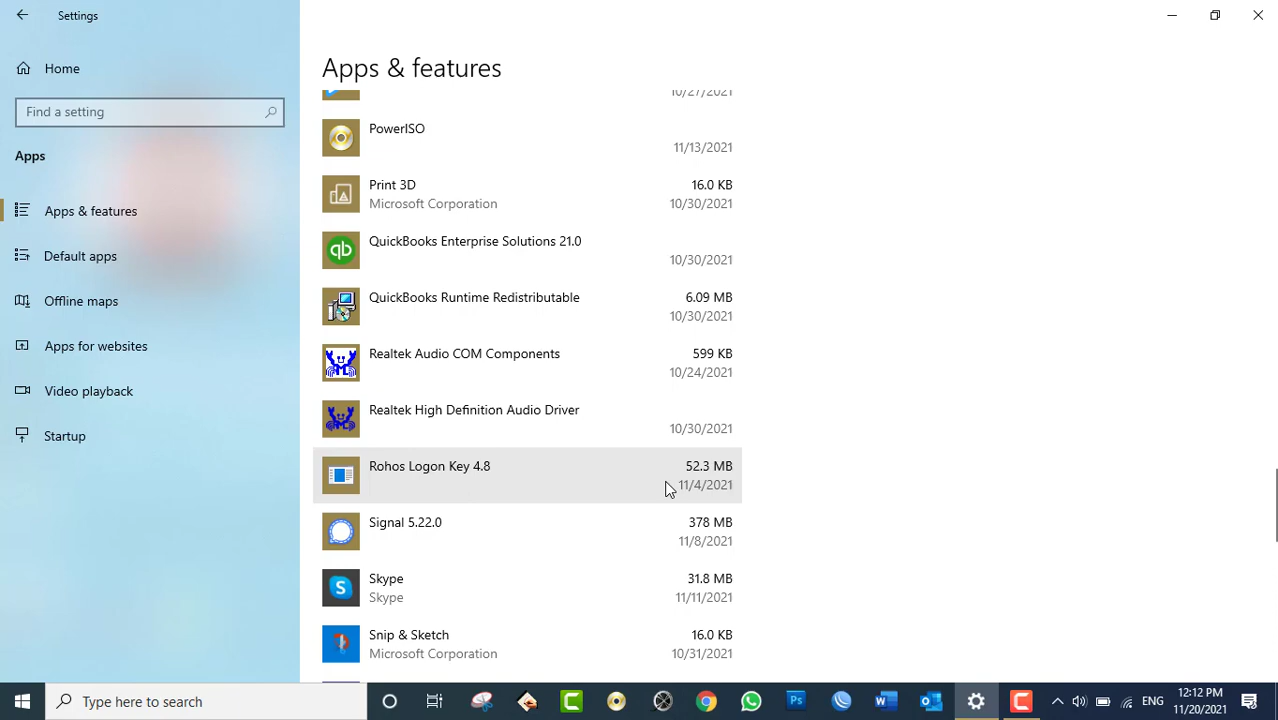 Settings
Home
Find a setting
Apps
Apps & features
Default apps
Offline maps
Apps for websites
Video playback
Startup
Apps & features
10/27/2021
PowerISO
11/13/2021
Print 3D 16.0 KB
Microsoft Corporation 10/30/2021
QuickBooks Enterprise Solutions 21.0
10/30/2021
QuickBooks Runtime Redistributable 6.09 MB
10/30/2021
Realtek Audio COM Components 599 KB
10/24/2021
Realtek High Definition Audio Driver
10/30/2021
Rohos Logon Key 4.8 52.3 MB
11/4/2021
Signal 5.22.0 378 MB
11/8/2021
Skype 31.8 MB
Skype 11/11/2021
Snip & Sketch 16.0 KB
Microsoft Corporation 10/31/2021
Type here to search
ENG
12:12 PM
11/20/2021